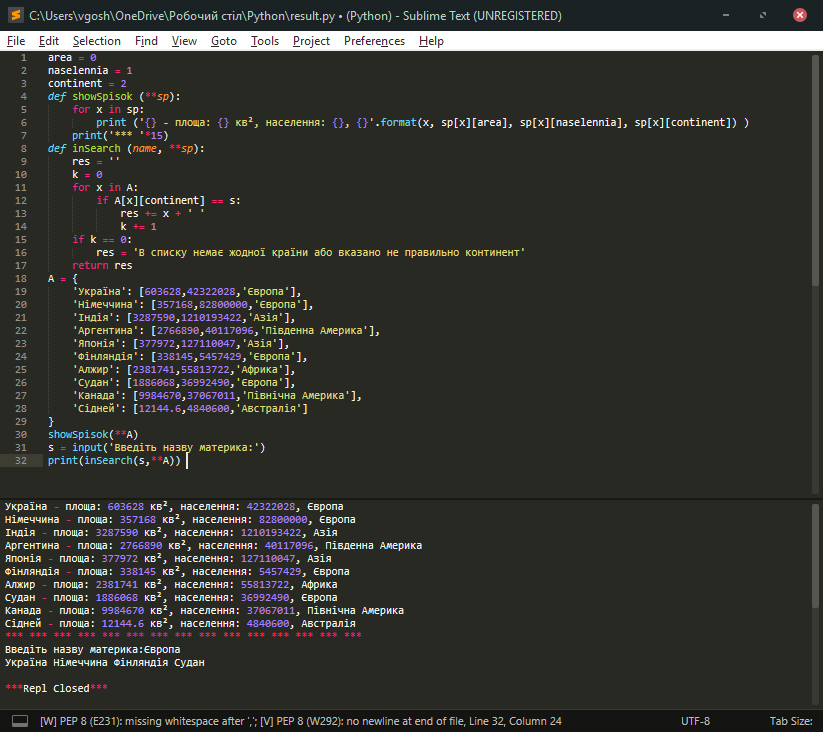 C:\Users\vgosh\OneDrive\Робочий стіл\Python\result.py • (Python) - Sublime Text (UNREGISTERED)
File Edit Selection Find View Goto Tools Project Preferences Help
1 area = 0
2 naselennia = 1
3 continent = 2
4 def showSpisok (**sp):
5     for x in sp:
6         print ('{} - площа: {} кв², населення: {}, {}'.format(x, sp[x][area], sp[x][naselennia], sp[x][continent]) )
7     print('*** '*15)
8 def inSearch (name, **sp):
9     res = ''
10     k = 0
11     for x in A:
12         if A[x][continent] == s:
13             res += x + ' '
14             k += 1
15     if k == 0:
16         res = 'В списку немає жодної країни або вказано не правильно континент'
17     return res
18 A = {
19     'Україна': [603628,42322028,'Європа'],
20     'Німеччина': [357168,82800000,'Європа'],
21     'Індія': [3287590,1210193422,'Азія'],
22     'Аргентина': [2766890,40117096,'Південна Америка'],
23     'Японія': [377972,127110047,'Азія'],
24     'Фінляндія': [338145,5457429,'Європа'],
25     'Алжир': [2381741,55813722,'Африка'],
26     'Судан': [1886068,36992490,'Європа'],
27     'Канада': [9984670,37067011,'Північна Америка'],
28     'Сідней': [12144.6,4840600,'Австралія']
29 }
30 showSpisok(**A)
31 s = input('Введіть назву материка:')
32 print(inSearch(s,**A))
Україна - площа: 603628 кв², населення: 42322028, Європа
Німеччина - площа: 357168 кв², населення: 82800000, Європа
Індія - площа: 3287590 кв², населення: 1210193422, Азія
Аргентина - площа: 2766890 кв², населення: 40117096, Південна Америка
Японія - площа: 377972 кв², населення: 127110047, Азія
Фінляндія - площа: 338145 кв², населення: 5457429, Європа
Алжир - площа: 2381741 кв², населення: 55813722, Африка
Судан - площа: 1886068 кв², населення: 36992490, Європа
Канада - площа: 9984670 кв², населення: 37067011, Північна Америка
Сідней - площа: 12144.6 кв², населення: 4840600, Австралія
*** *** *** *** *** *** *** *** *** *** *** *** *** *** ***
Введіть назву материка:Європа
Україна Німеччина Фінляндія Судан
***Repl Closed***
[W] PEP 8 (E231): missing whitespace after ','; [V] PEP 8 (W292): no newline at end of file, Line 32, Column 24 UTF-8 Tab Size: